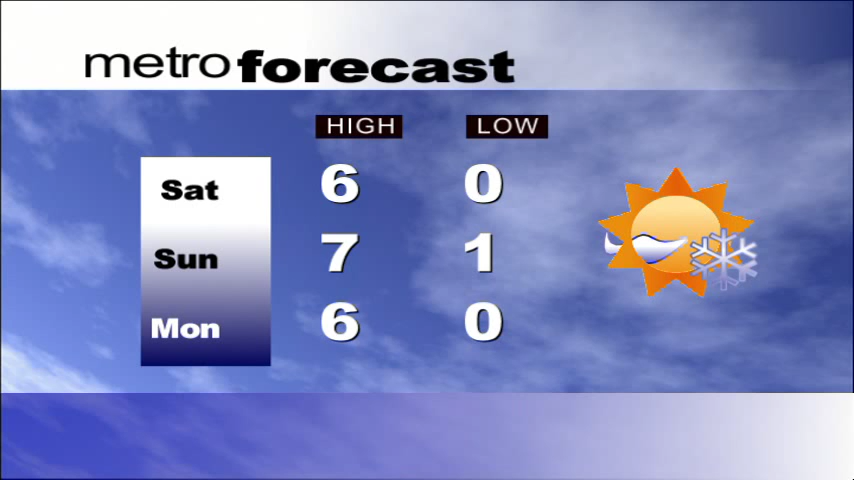 metro forecast
HIGH LOW
Sat 6 0
Sun 7 1
Mon 6 0